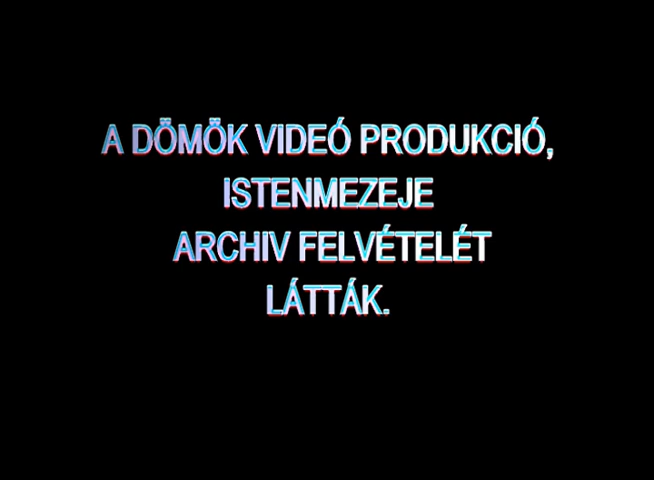 A DÖMÖK VIDEÓ PRODUKCIÓ,
ISTENMEZEJE
ARCHIV FELVÉTELÉT
LÁTTÁK.